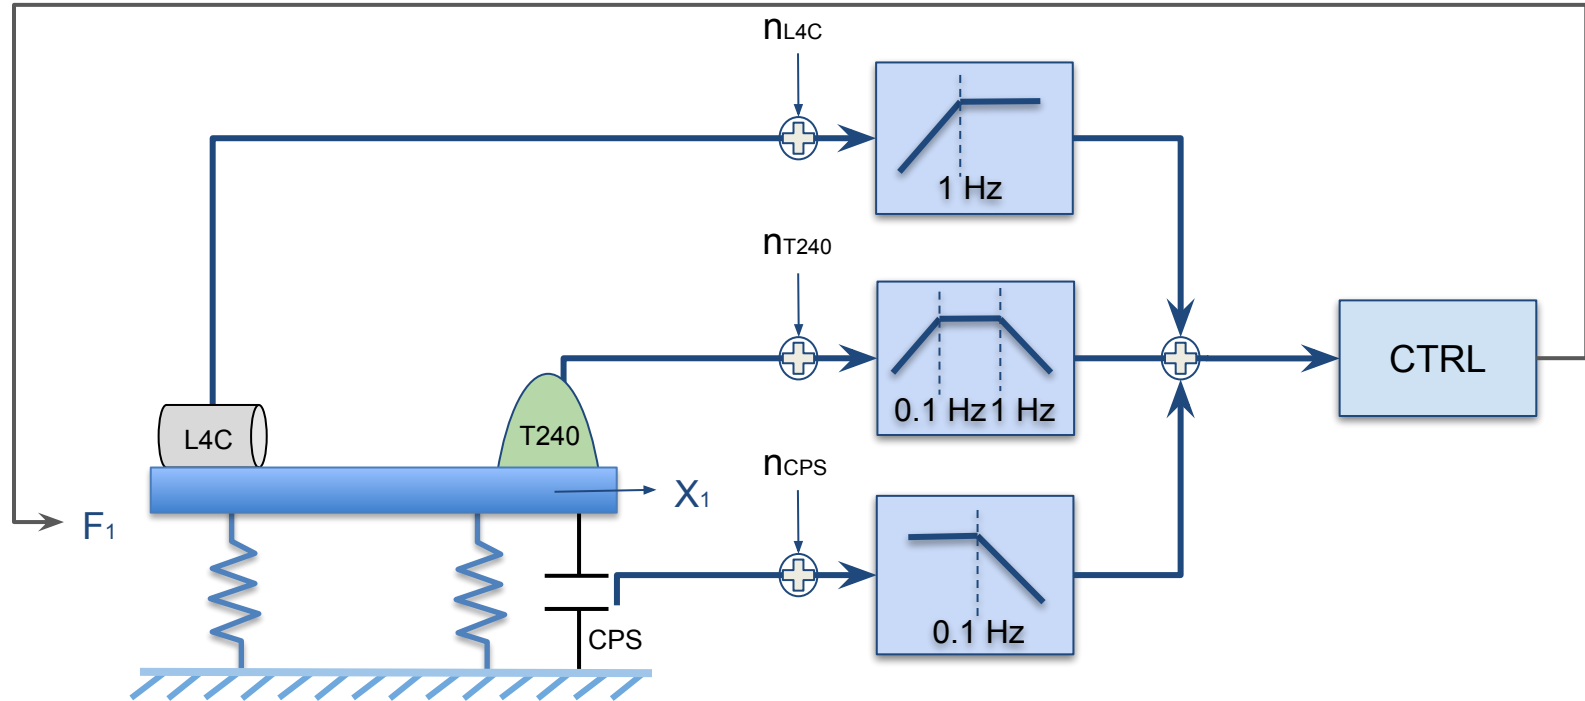 nL4C
1 Hz
nT240
0.1 Hz 1 Hz
CTRL
L4C
T240
X1
F1
nCPS
0.1 Hz
CPS